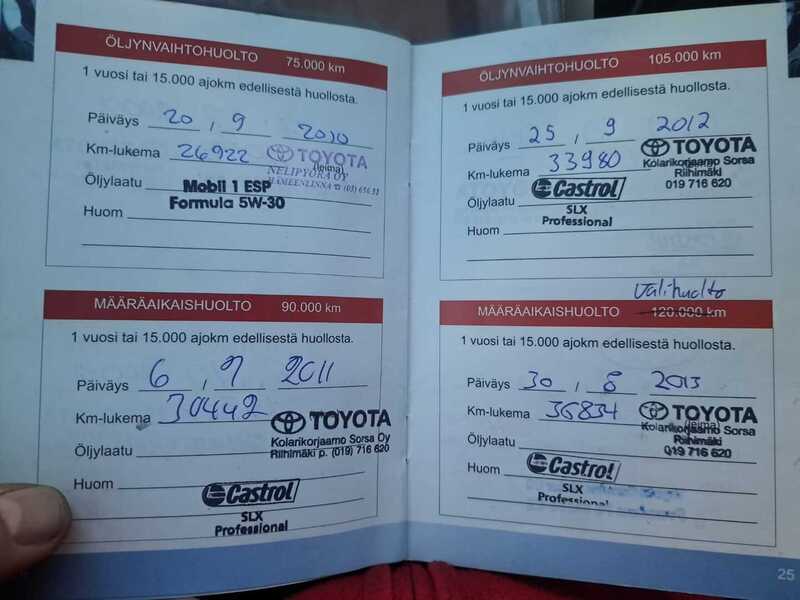 ÖLJYNVAIHTOHUOLTO 75.000 km
1 vuosi tai 15.000 ajokm edellisestä huollosta.
Päiväys 20 , 9 2010
Km-lukema 26922 TOYOTA
(leima)
NELIPYÖRÄ OY
Öljylaatu Mobil 1 ESP HÄMEENLINNA ☎ (03) 656 33
Formula 5W-30
Huom
MÄÄRÄAIKAISHUOLTO 90.000 km
1 vuosi tai 15.000 ajokm edellisestä huollosta.
Päiväys 6 , 9 2011
Km-lukema 30442 TOYOTA
Kolarikorjaamo Sorsa Oy
Öljylaatu Riihimäki p. (019) 716 620
Huom Castrol
SLX
Professional
ÖLJYNVAIHTOHUOLTO 105.000 km
1 vuosi tai 15.000 ajokm edellisestä huollosta.
Päiväys 25 , 9 2012 TOYOTA
Km-lukema 33980 Kolarikorjaamo Sorsa
Riihimäki
Öljylaatu Castrol 019 716 620
SLX
Huom Professional
Välihuolto
MÄÄRÄAIKAISHUOLTO 120.000 km
1 vuosi tai 15.000 ajokm edellisestä huollosta.
Päiväys 30 , 8 2013
Km-lukema 36834 TOYOTA
(leima)
Kolarikorjaamo Sorsa
Öljylaatu Riihimäki
019 716 620
Huom Castrol
SLX
Professional
25